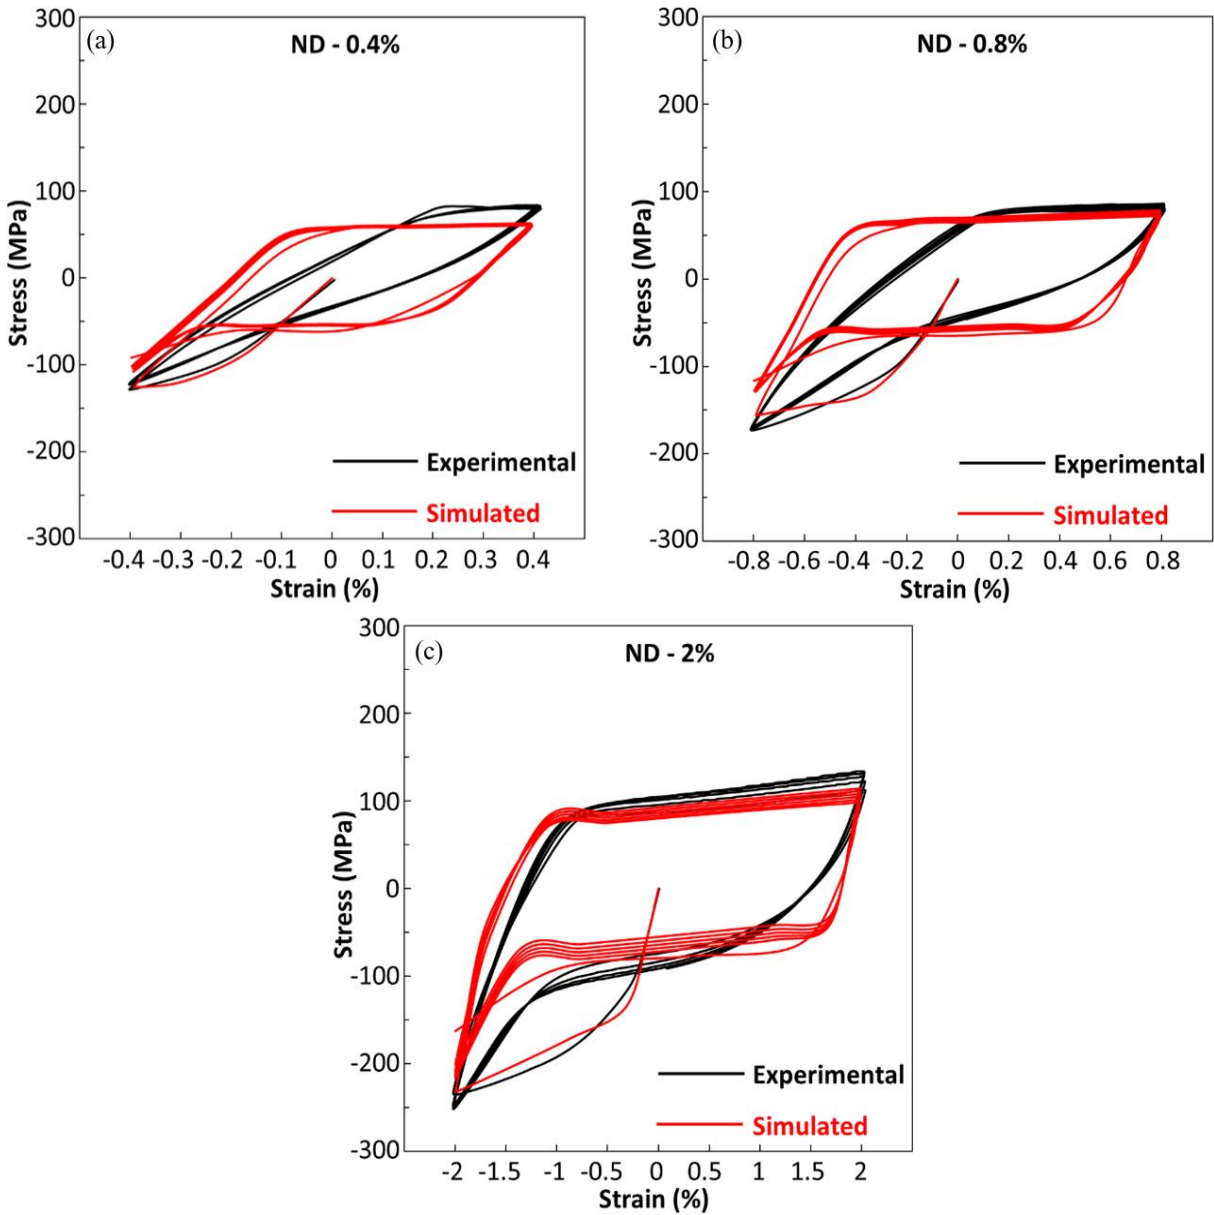 (a)
ND - 0.4%
300
200
100
0
-100
-200
-300
Stress (MPa)
Experimental
Simulated
-0.4 -0.3 -0.2 -0.1 0 0.1 0.2 0.3 0.4
Strain (%)
(b)
ND - 0.8%
300
200
100
0
-100
-200
-300
Stress (MPa)
Experimental
Simulated
-0.8 -0.6 -0.4 -0.2 0 0.2 0.4 0.6 0.8
Strain (%)
(c)
ND - 2%
300
200
100
0
-100
-200
-300
Stress (MPa)
Experimental
Simulated
-2 -1.5 -1 -0.5 0 0.5 1 1.5 2
Strain (%)